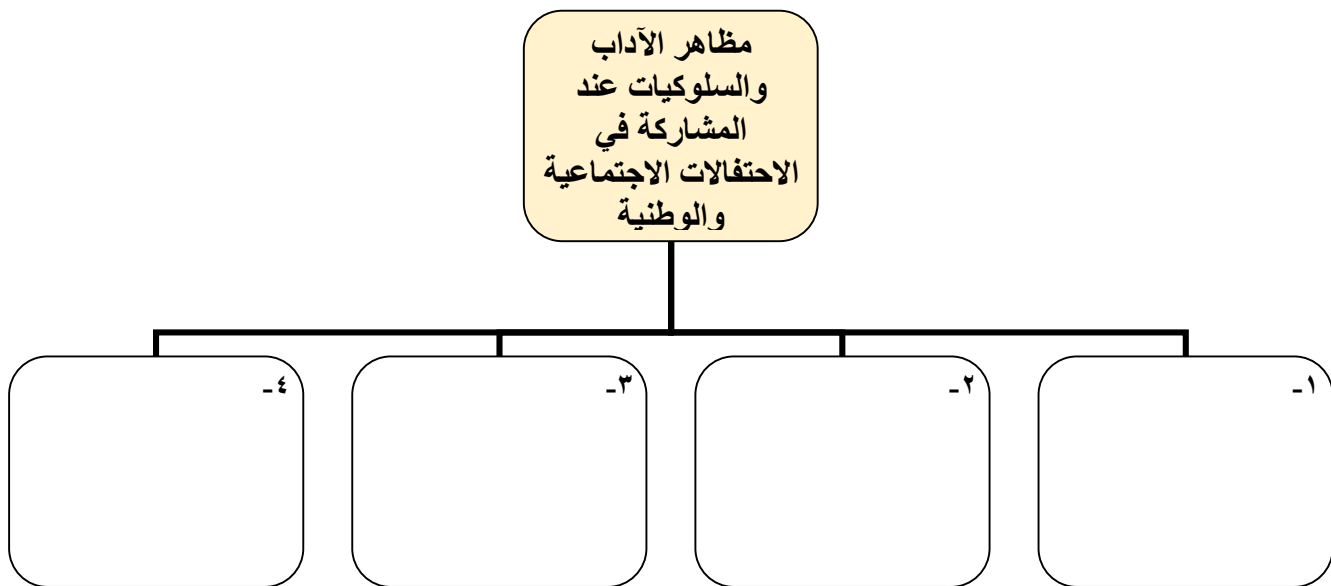 مظاهر الآداب
والسلوكيات عند
المشاركة في
الاحتفالات الاجتماعية
والوطنية
١-
٢-
٣-
٤-